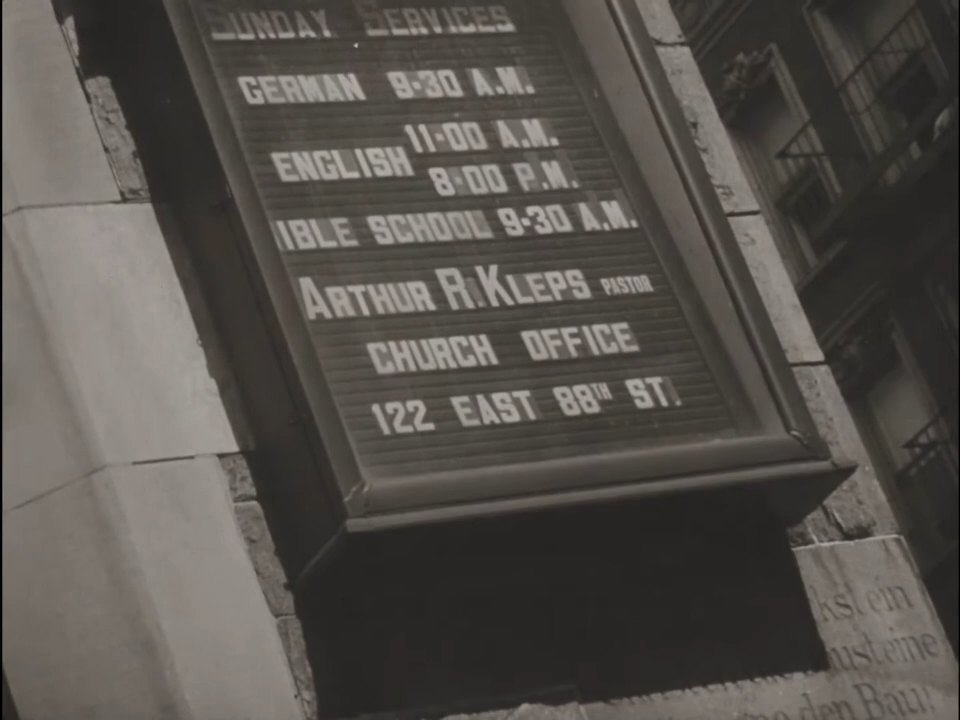 SUNDAY SERVICES
GERMAN 9·30 A.M.
ENGLISH 11·00 A.M.
8·00 P.M.
IBLE SCHOOL 9·30 A.M.
ARTHUR R. KLEPS PASTOR
CHURCH OFFICE
122 EAST 88TH ST.
kstein
usteine
den Bau